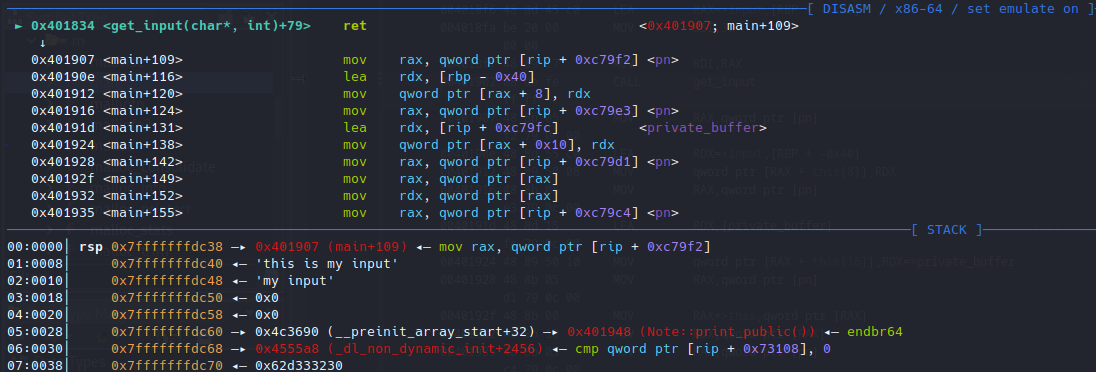 [ DISASM / x86-64 / set emulate on ]
► 0x401834 <get_input(char*, int)+79> ret <0x401907; main+109>
↓
0x401907 <main+109> mov rax, qword ptr [rip + 0xc79f2] <pn>
0x40190e <main+116> lea rdx, [rbp - 0x40]
0x401912 <main+120> mov qword ptr [rax + 8], rdx
0x401916 <main+124> mov rax, qword ptr [rip + 0xc79e3] <pn>
0x40191d <main+131> lea rdx, [rip + 0xc79fc] <private_buffer>
0x401924 <main+138> mov qword ptr [rax + 0x10], rdx
0x401928 <main+142> mov rax, qword ptr [rip + 0xc79d1] <pn>
0x40192f <main+149> mov rax, qword ptr [rax]
0x401932 <main+152> mov rdx, qword ptr [rax]
0x401935 <main+155> mov rax, qword ptr [rip + 0xc79c4] <pn>
[ STACK ]
00:0000│ rsp 0x7fffffffdc38 —▸ 0x401907 (main+109) ◂— mov rax, qword ptr [rip + 0xc79f2]
01:0008│ 0x7fffffffdc40 ◂— 'this is my input'
02:0010│ 0x7fffffffdc48 ◂— 'my input'
03:0018│ 0x7fffffffdc50 ◂— 0x0
04:0020│ 0x7fffffffdc58 ◂— 0x0
05:0028│ 0x7fffffffdc60 —▸ 0x4c3690 (__preinit_array_start+32) —▸ 0x401948 (Note::print_public()) ◂— endbr64
06:0030│ 0x7fffffffdc68 —▸ 0x4555a8 (_dl_non_dynamic_init+2456) ◂— cmp qword ptr [rip + 0x73108], 0
07:0038│ 0x7fffffffdc70 ◂— 0x62d333230